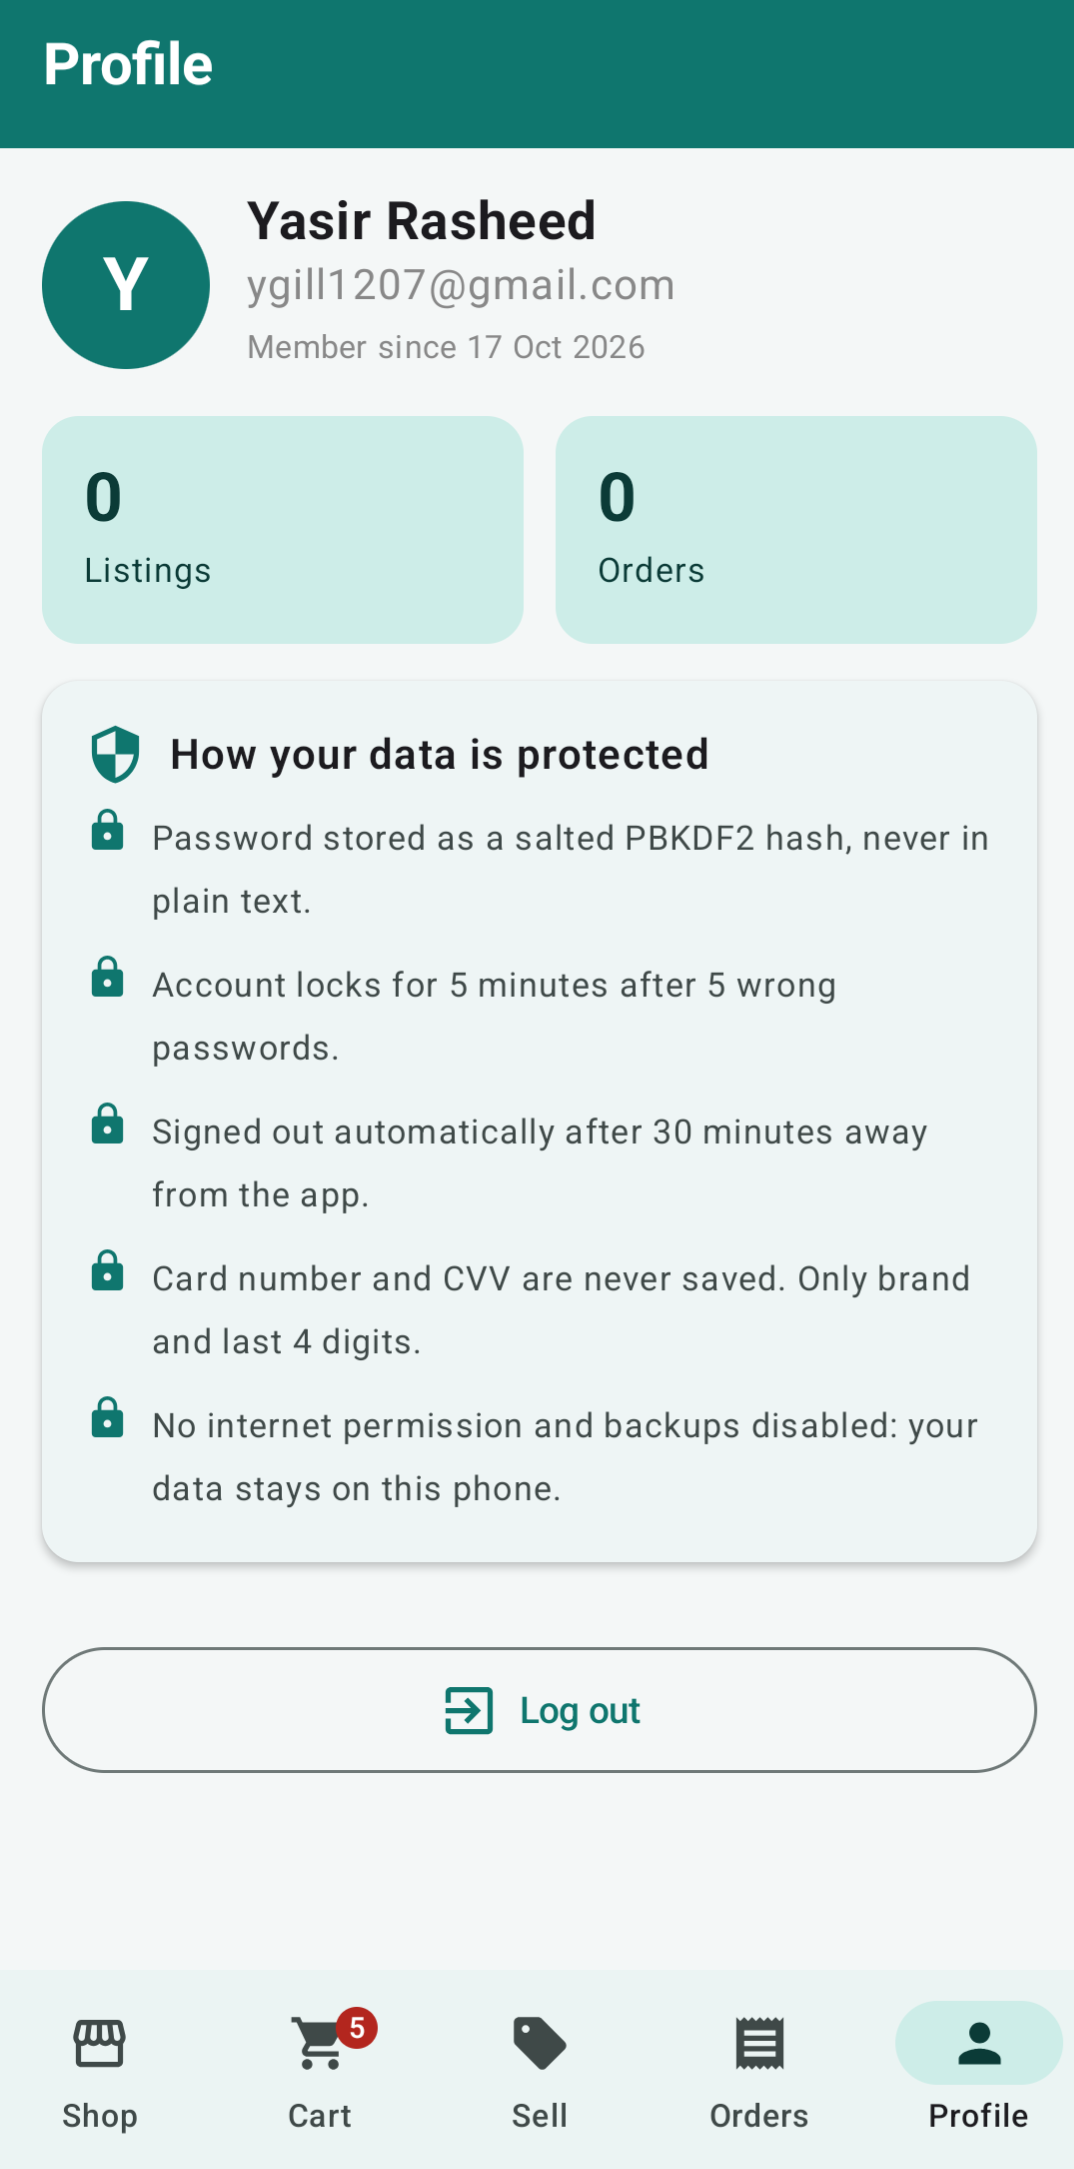 Profile
Y
Yasir Rasheed
ygill1207@gmail.com
Member since 17 Oct 2026
0
Listings
0
Orders
How your data is protected
Password stored as a salted PBKDF2 hash, never in
plain text.
Account locks for 5 minutes after 5 wrong
passwords.
Signed out automatically after 30 minutes away
from the app.
Card number and CVV are never saved. Only brand
and last 4 digits.
No internet permission and backups disabled: your
data stays on this phone.
Log out
5
Shop
Cart
Sell
Orders
Profile